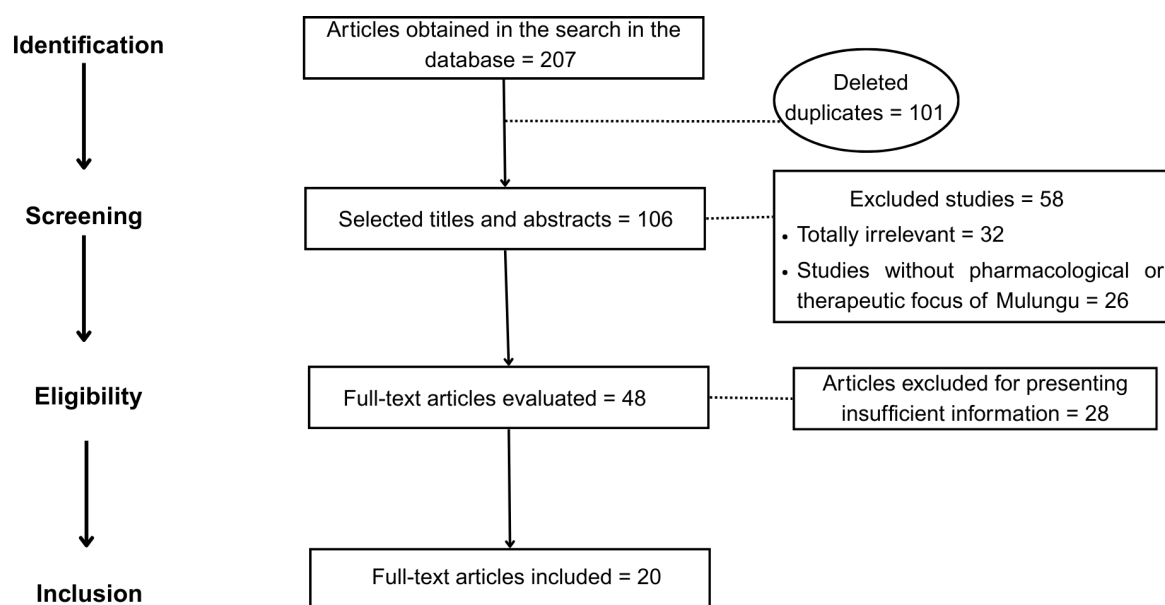 Identification
Articles obtained in the search in the
database = 207
Deleted
duplicates = 101
Screening
Selected titles and abstracts = 106
Excluded studies = 58
• Totally irrelevant = 32
• Studies without pharmacological or
therapeutic focus of Mulungu = 26
Eligibility
Full-text articles evaluated = 48
Articles excluded for presenting
insufficient information = 28
Inclusion
Full-text articles included = 20